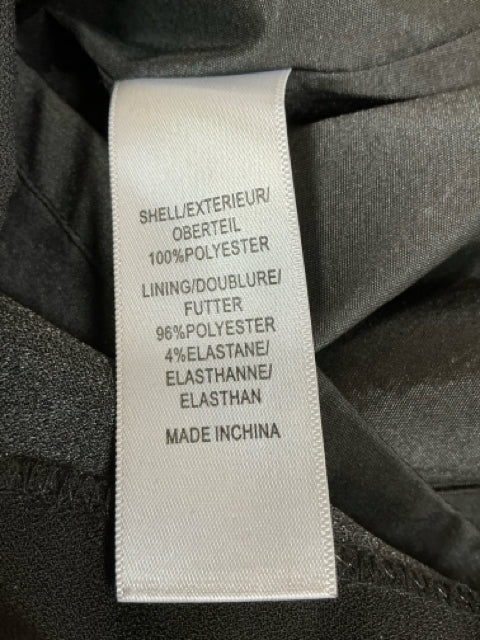 SHELL/EXTERIEUR/
OBERTEIL
100%POLYESTER
LINING/DOUBLURE/
FUTTER
96%POLYESTER
4%ELASTANE/
ELASTHANNE/
ELASTHAN
MADE INCHINA